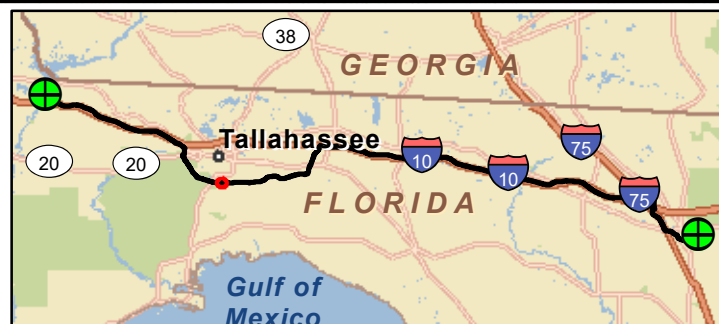 38
GEORGIA
Tallahassee
20
20
10
10
75
75
FLORIDA
Gulf of
Mexico